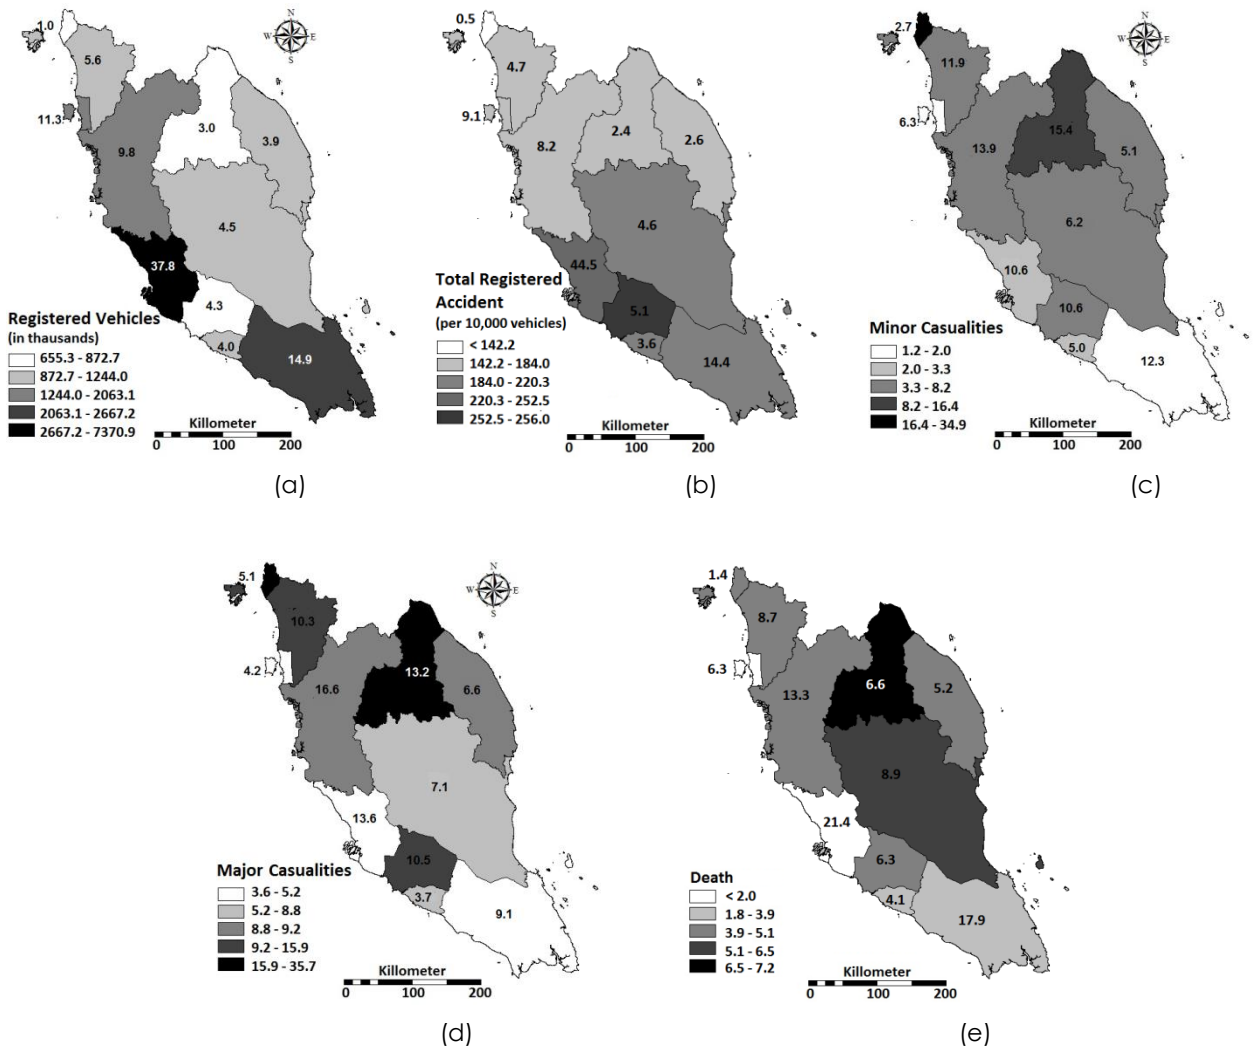 1.0
N
W E
S
5.6
11.3
9.8
3.0
3.9
4.5
37.8
4.3
4.0
14.9
Registered Vehicles
(in thausands)
655.3 - 872.7
872.7 - 1244.0
1244.0 - 2063.1
2063.1 - 2667.2
2667.2 - 7370.9
Killometer
0 100 200
(a)
0.5
4.7
9.1
8.2
2.4
2.6
4.6
44.5
5.1
3.6
14.4
Total Registered
Accident
(per 10,000 vehicles)
< 142.2
142.2 - 184.0
184.0 - 220.3
220.3 - 252.5
252.5 - 256.0
Killometer
0 100 200
(b)
2.7
N
W E
S
11.9
6.3
13.9
15.4
5.1
6.2
10.6
10.6
5.0
12.3
Minor Casualities
1.2 - 2.0
2.0 - 3.3
3.3 - 8.2
8.2 - 16.4
16.4 - 34.9
Killometer
0 100 200
(c)
5.1
N
W E
S
10.3
4.2
16.6
13.2
6.6
7.1
13.6
10.5
3.7
9.1
Major Casualities
3.6 - 5.2
5.2 - 8.8
8.8 - 9.2
9.2 - 15.9
15.9 - 35.7
Killometer
0 100 200
(d)
1.4
8.7
6.3
13.3
6.6
5.2
8.9
21.4
6.3
4.1
17.9
Death
< 2.0
1.8 - 3.9
3.9 - 5.1
5.1 - 6.5
6.5 - 7.2
Killometer
0 100 200
(e)